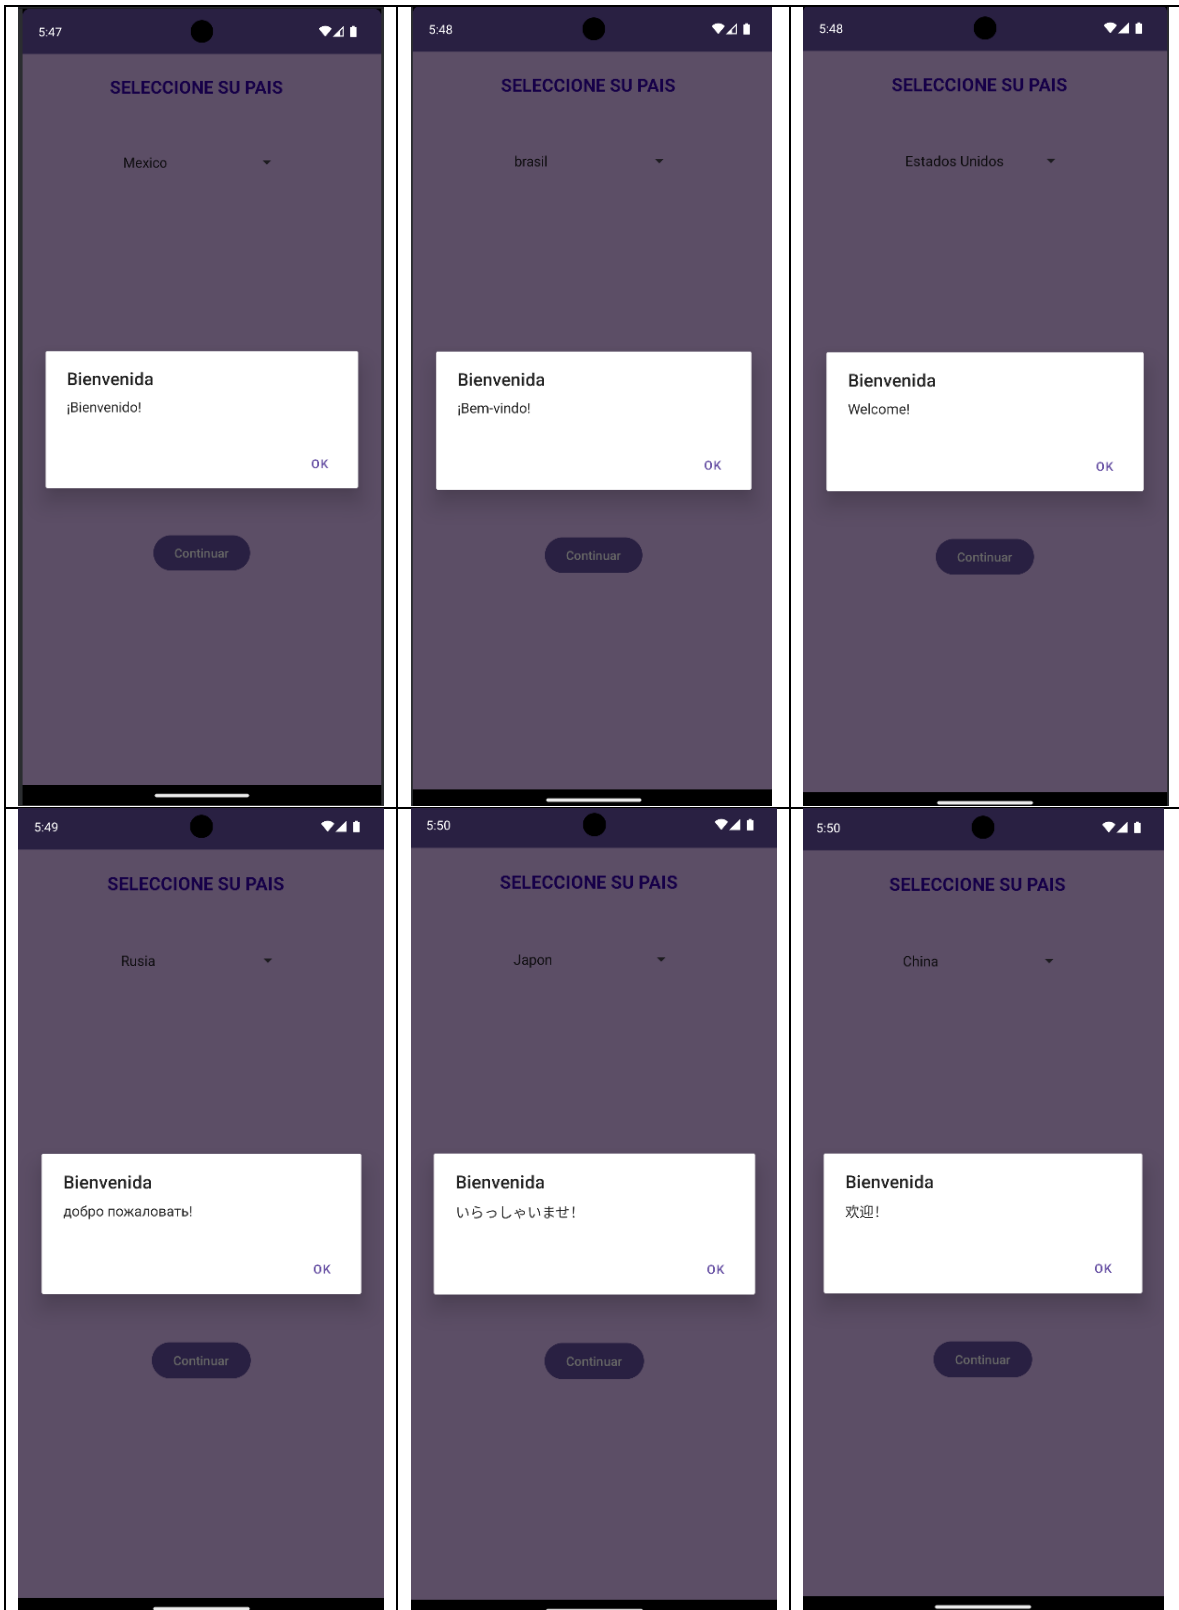 5:47
SELECCIONE SU PAIS
Mexico
Bienvenida
¡Bienvenido!
OK
Continuar
5:48
SELECCIONE SU PAIS
brasil
Bienvenida
¡Bem-vindo!
OK
Continuar
5:48
SELECCIONE SU PAIS
Estados Unidos
Bienvenida
Welcome!
OK
Continuar
5:49
SELECCIONE SU PAIS
Rusia
Bienvenida
добро пожаловать!
OK
Continuar
5:50
SELECCIONE SU PAIS
Japon
Bienvenida
いらっしゃいませ！
OK
Continuar
5:50
SELECCIONE SU PAIS
China
Bienvenida
欢迎！
OK
Continuar